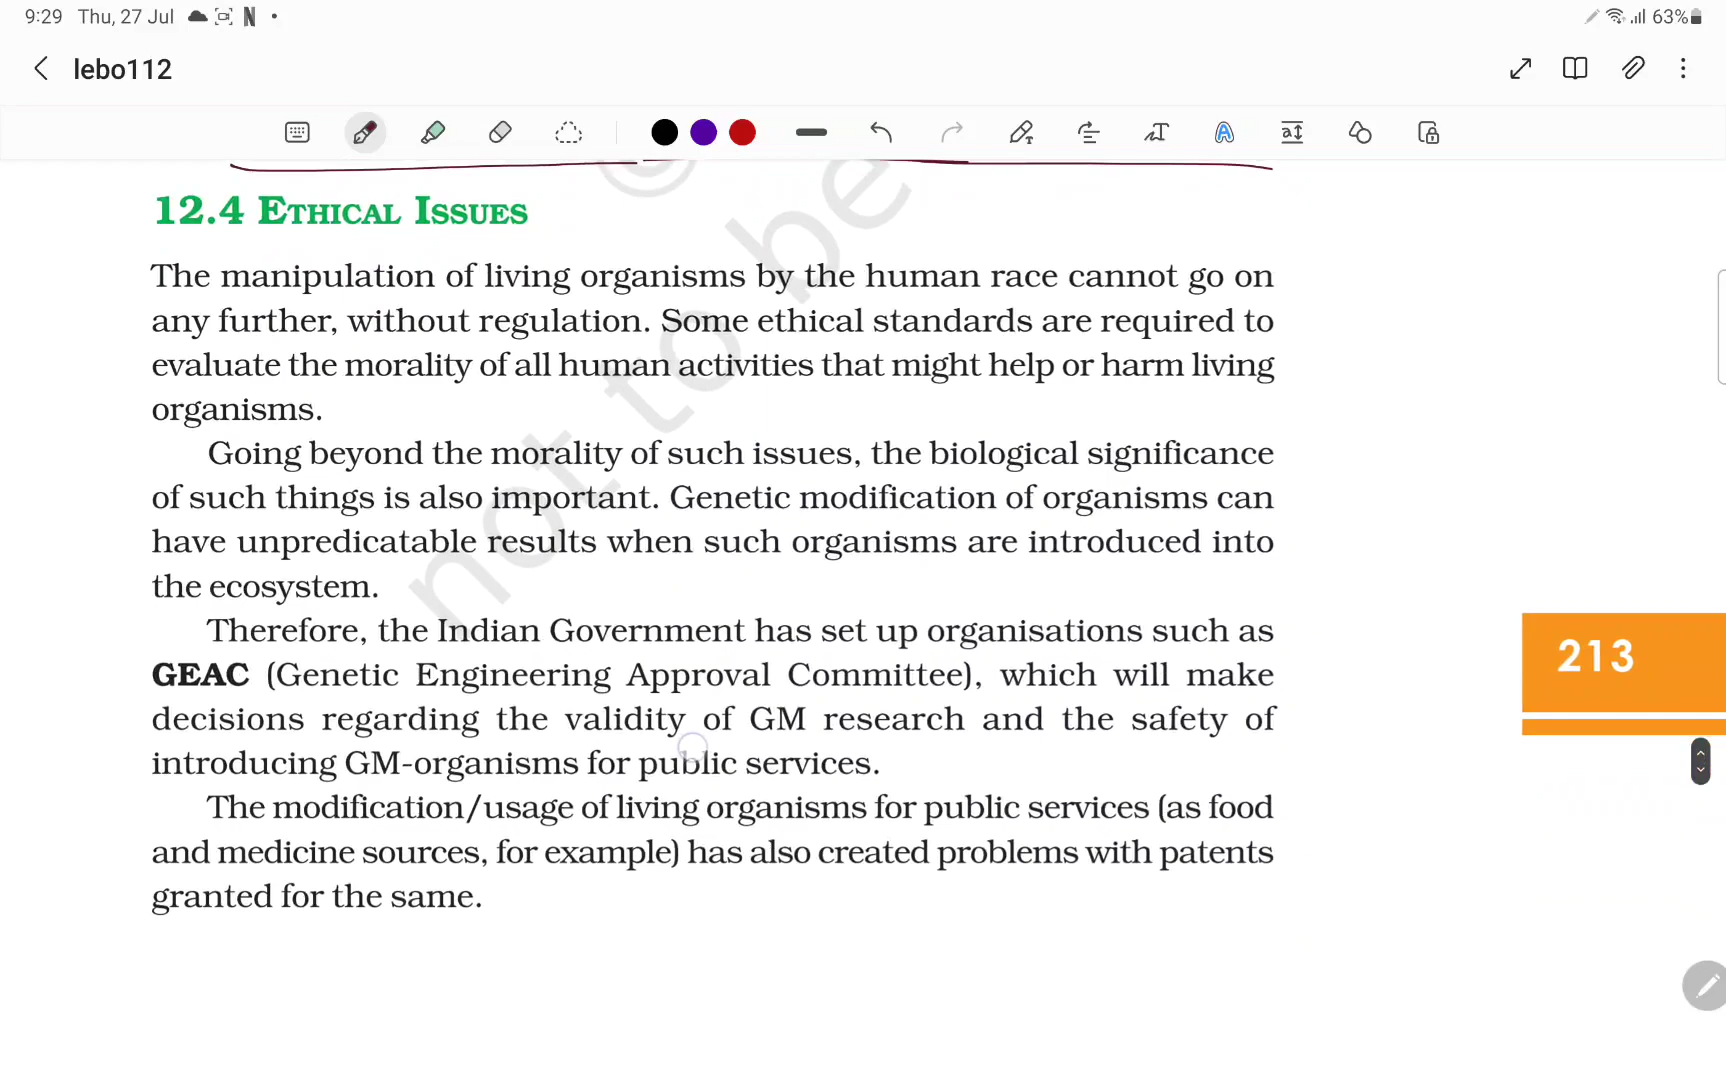 9:29 Thu, 27 Jul N
63%
lebo112
12.4 ETHICAL ISSUES
The manipulation of living organisms by the human race cannot go on
any further, without regulation. Some ethical standards are required to
evaluate the morality of all human activities that might help or harm living
organisms.
Going beyond the morality of such issues, the biological significance
of such things is also important. Genetic modification of organisms can
have unpredicatable results when such organisms are introduced into
the ecosystem.
Therefore, the Indian Government has set up organisations such as
GEAC (Genetic Engineering Approval Committee), which will make
decisions regarding the validity of GM research and the safety of
introducing GM-organisms for public services.
The modification/usage of living organisms for public services (as food
and medicine sources, for example) has also created problems with patents
granted for the same.
213
not to be